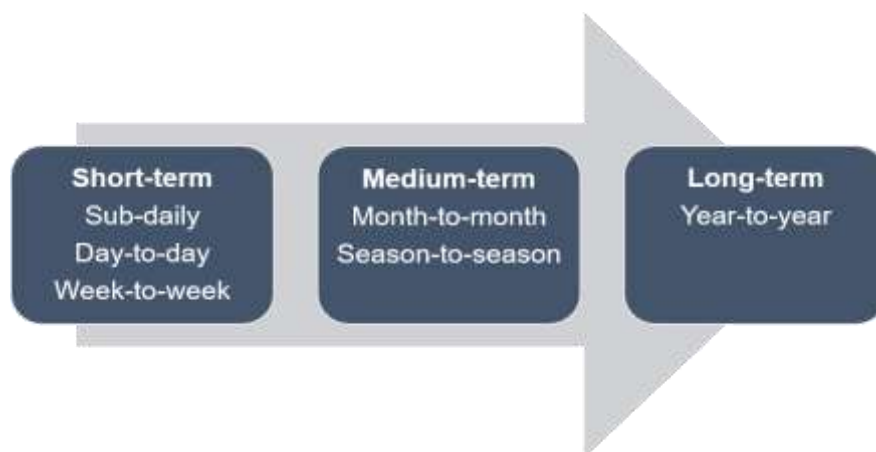 Short-term
Sub-daily
Day-to-day
Week-to-week
Medium-term
Month-to-month
Season-to-season
Long-term
Year-to-year